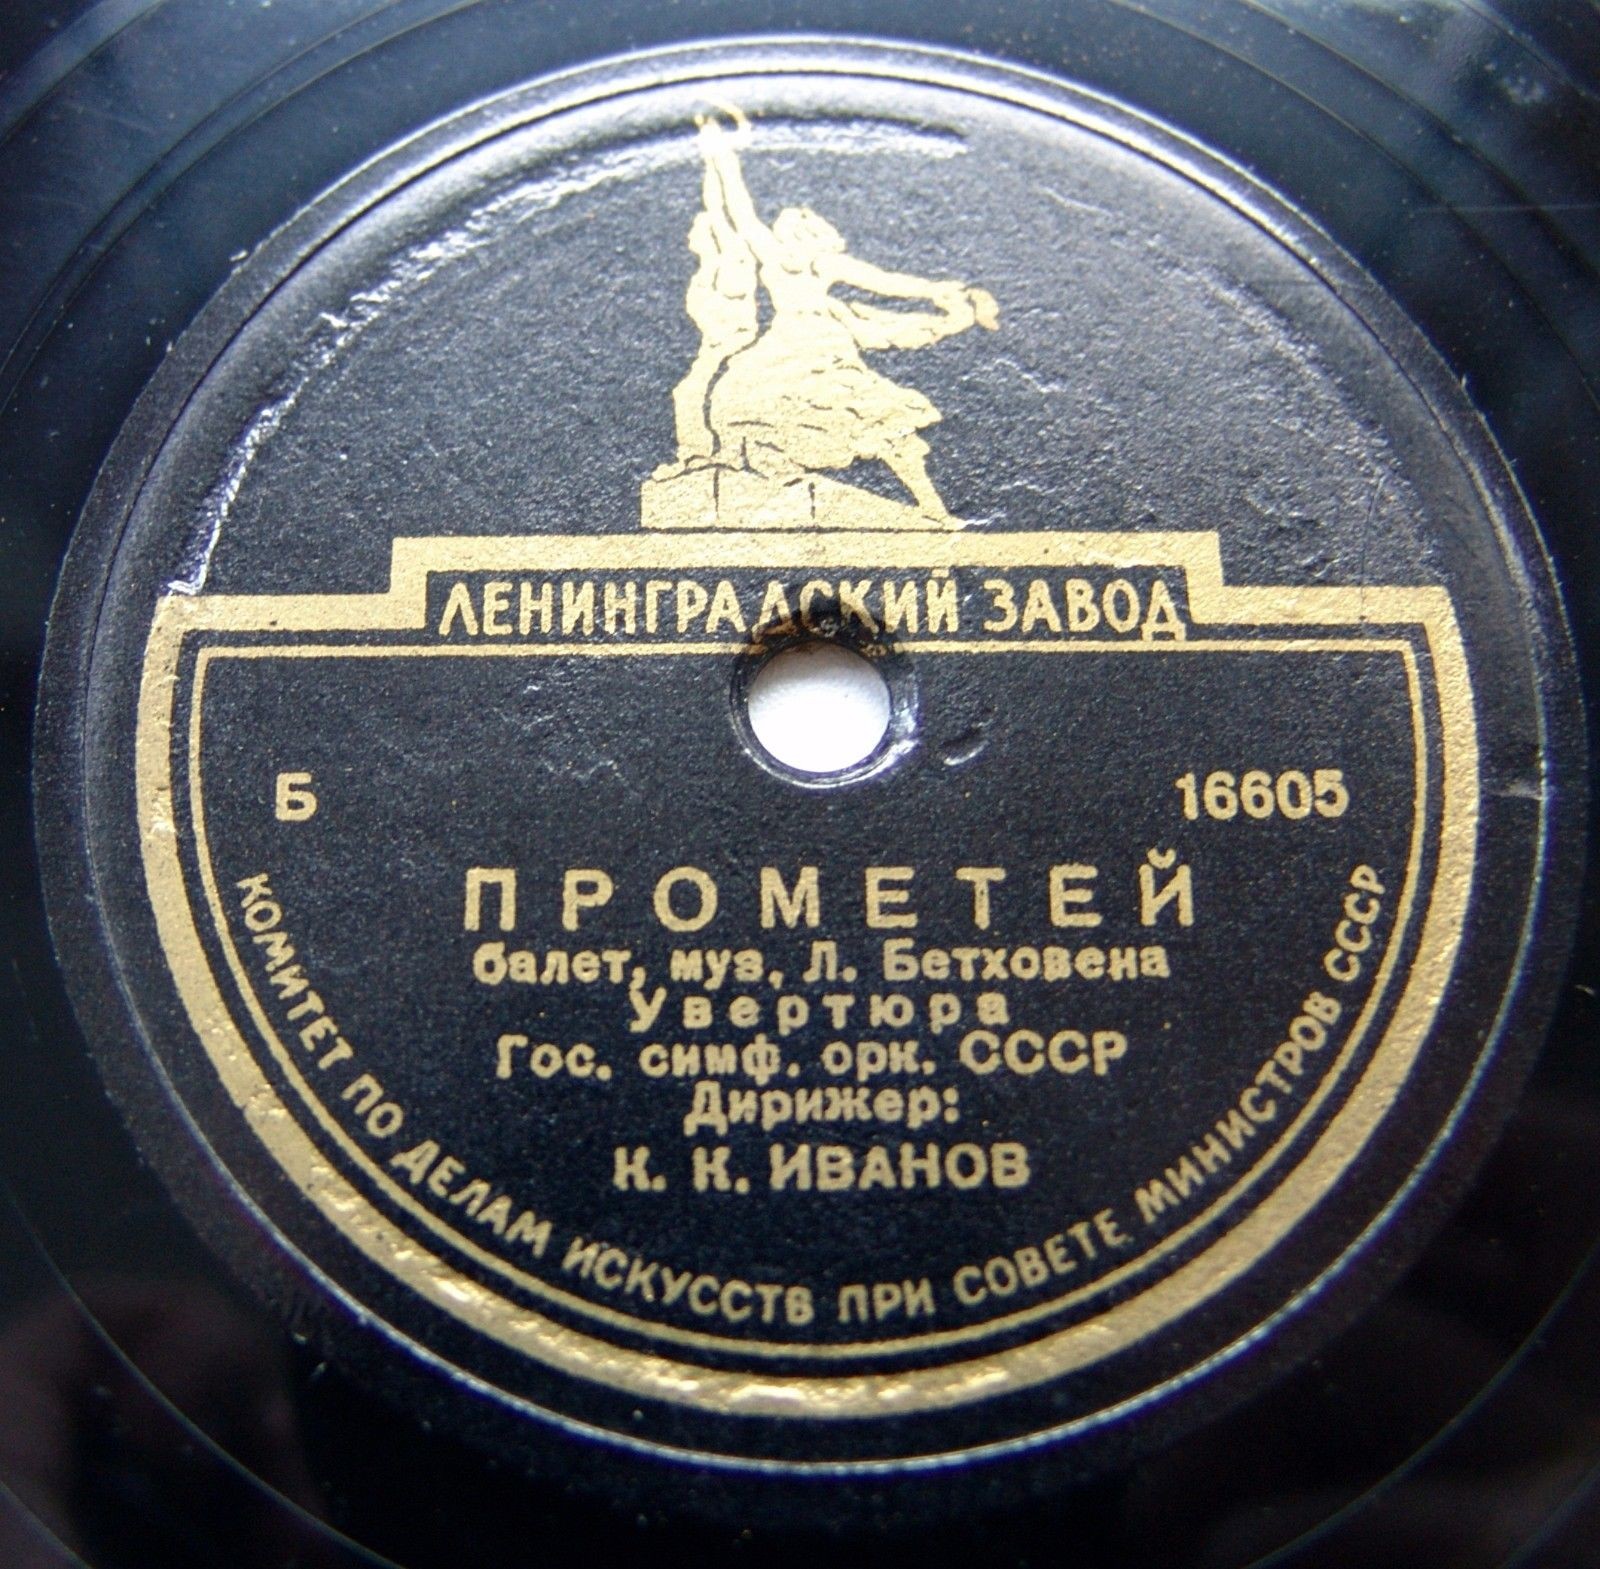 ЛЕНИНГРАДСКИЙ ЗАВОД
Б 16605
ПРОМЕТЕЙ
балет, муз, Л. Бетховена
Увертюра
Гос. симф. орк. СССР
Дирижер:
К. К. ИВАНОВ
КОМИТЕТ ПО ДЕЛАМ ИСКУССТВ ПРИ СОВЕТЕ МИНИСТРОВ СССР